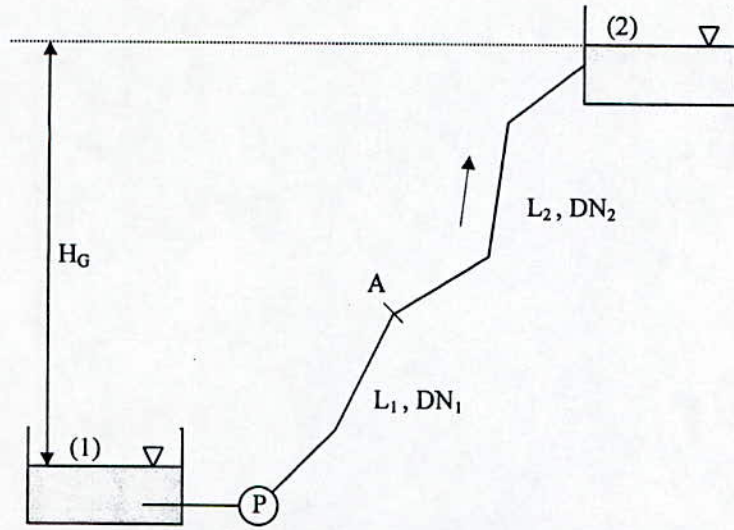 (2)
H_G
L₂ , DN₂
A
L₁ , DN₁
(1)
P